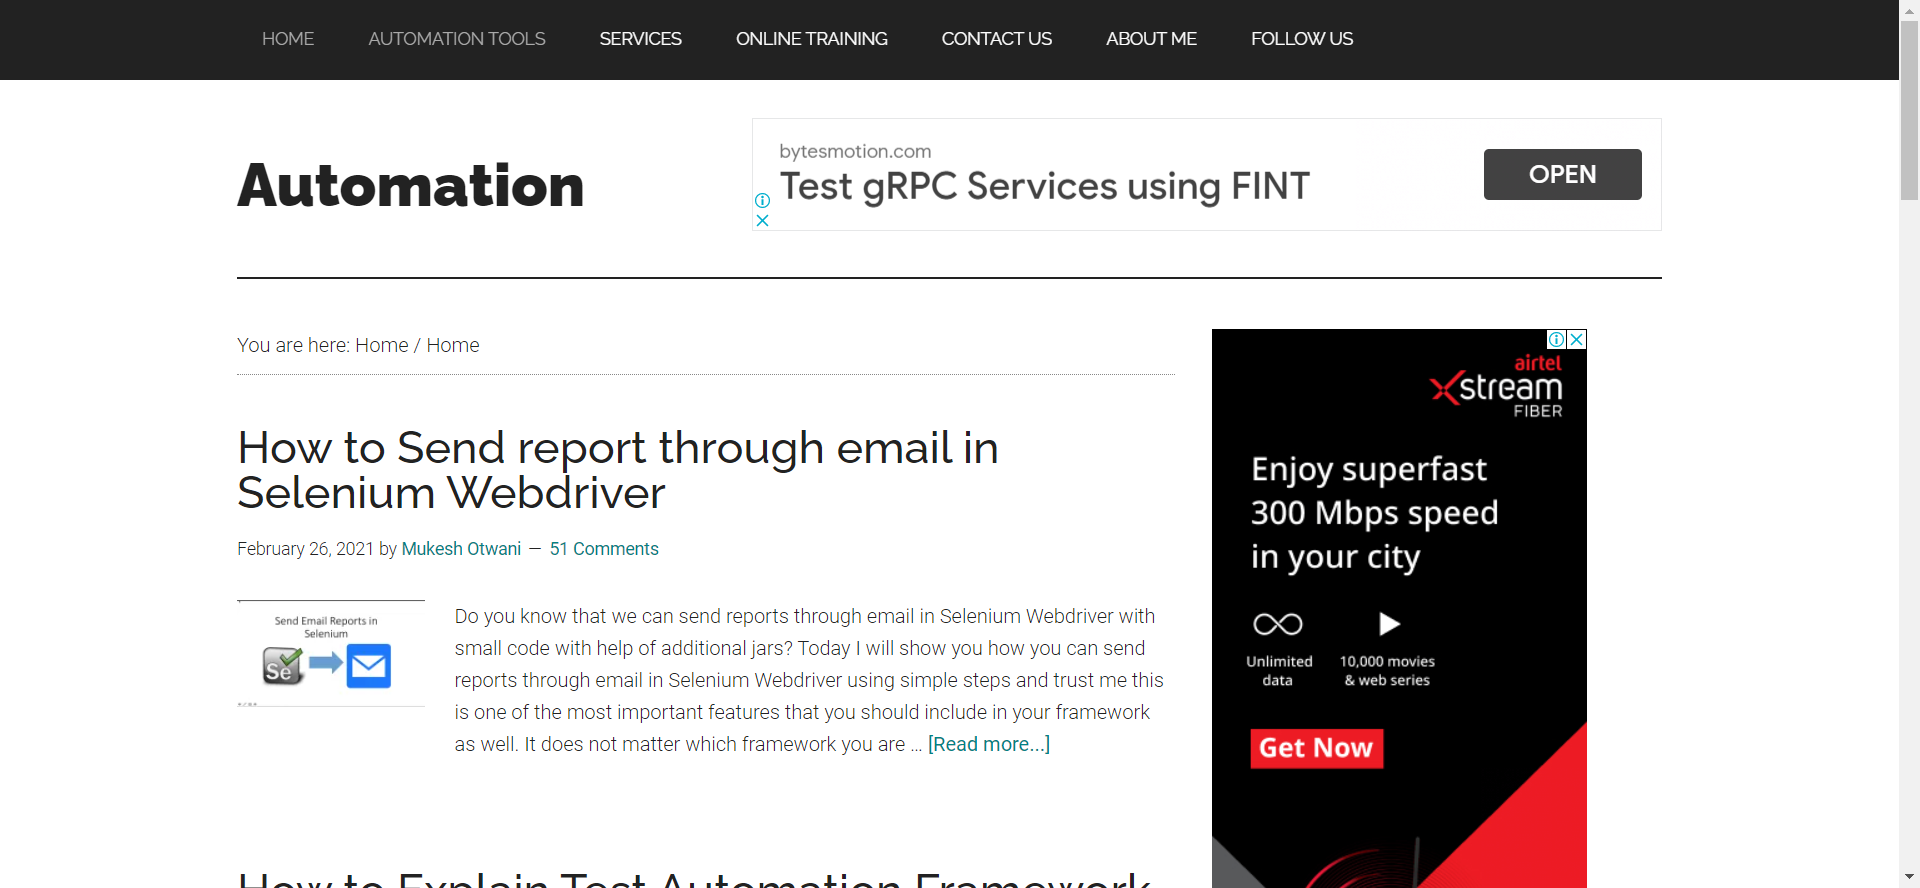 HOME AUTOMATION TOOLS SERVICES ONLINE TRAINING CONTACT US ABOUT ME FOLLOW US
Automation
bytesmotion.com
Test gRPC Services using FINT
OPEN
You are here: Home / Home
How to Send report through email in
Selenium Webdriver
February 26, 2021 by Mukesh Otwani — 51 Comments
Send Email Reports in
Selenium
Se
Do you know that we can send reports through email in Selenium Webdriver with
small code with help of additional jars? Today I will show you how you can send
reports through email in Selenium Webdriver using simple steps and trust me this
is one of the most important features that you should include in your framework
as well. It does not matter which framework you are ... [Read more...]
How to Explain Test Automation Framework
airtel
Xstream
FIBER
Enjoy superfast
300 Mbps speed
in your city
Unlimited
data
10,000 movies
& web series
Get Now